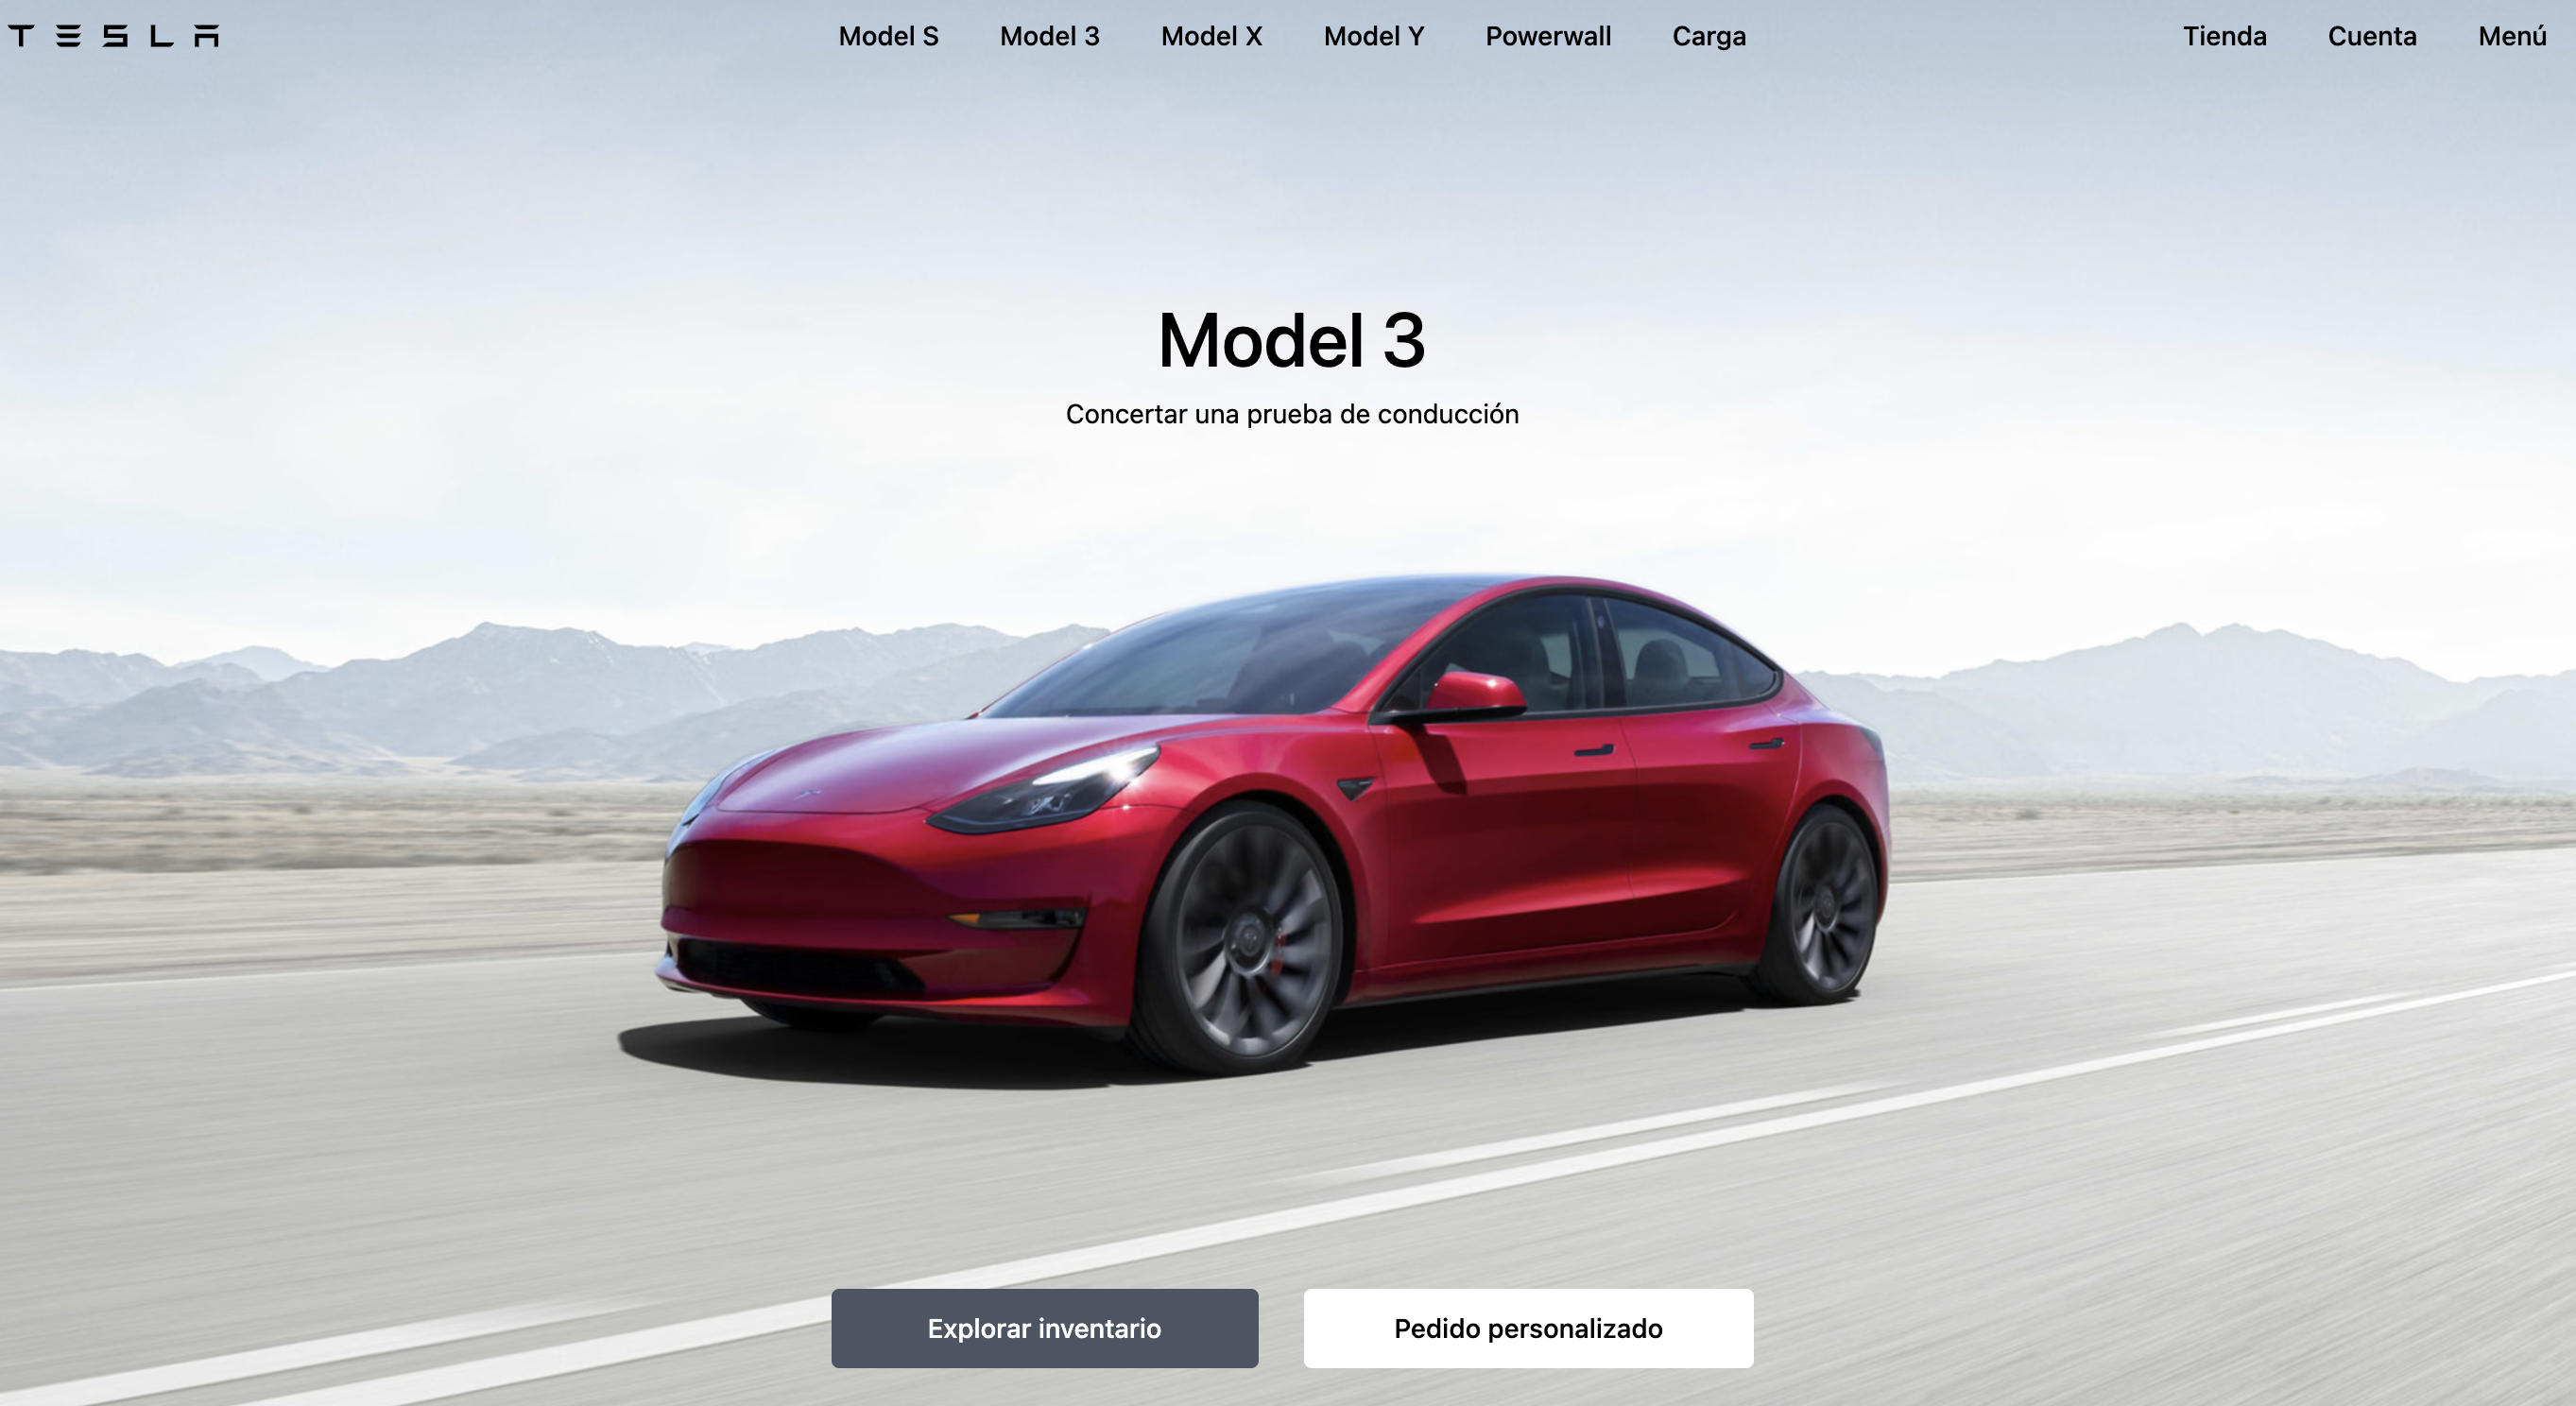 TESLA
Model S Model 3 Model X Model Y Powerwall Carga
Tienda Cuenta Menú
Model 3
Concertar una prueba de conducción
Explorar inventario
Pedido personalizado